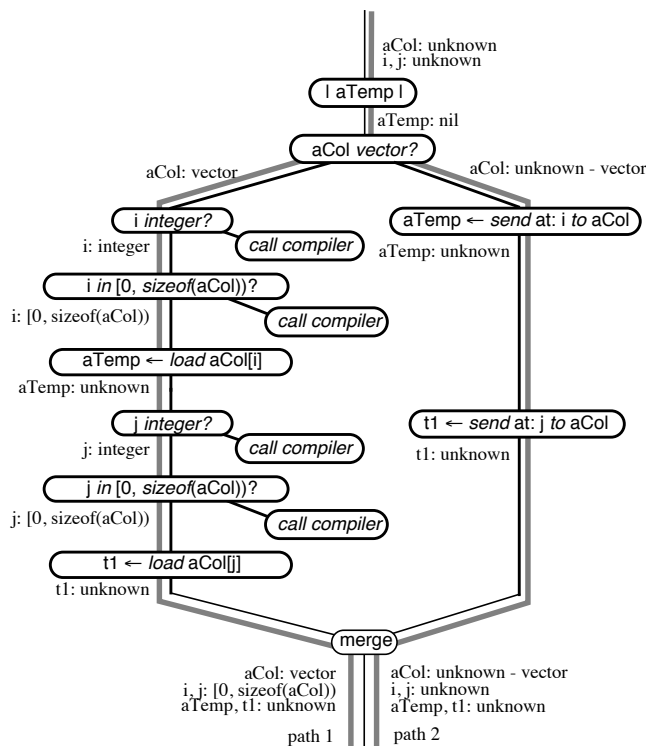 aCol: unknown
i, j: unknown
| aTemp |
aTemp: nil
aCol vector?
aCol: vector
aCol: unknown - vector
i integer?
aTemp ← send at: i to aCol
i: integer
call compiler
aTemp: unknown
i in [0, sizeof(aCol))?
i: [0, sizeof(aCol))
call compiler
aTemp ← load aCol[i]
aTemp: unknown
j integer?
t1 ← send at: j to aCol
j: integer
call compiler
t1: unknown
j in [0, sizeof(aCol))?
j: [0, sizeof(aCol))
call compiler
t1 ← load aCol[j]
t1: unknown
merge
aCol: vector
i, j: [0, sizeof(aCol))
aTemp, t1: unknown
path 1
aCol: unknown - vector
i, j: unknown
aTemp, t1: unknown
path 2